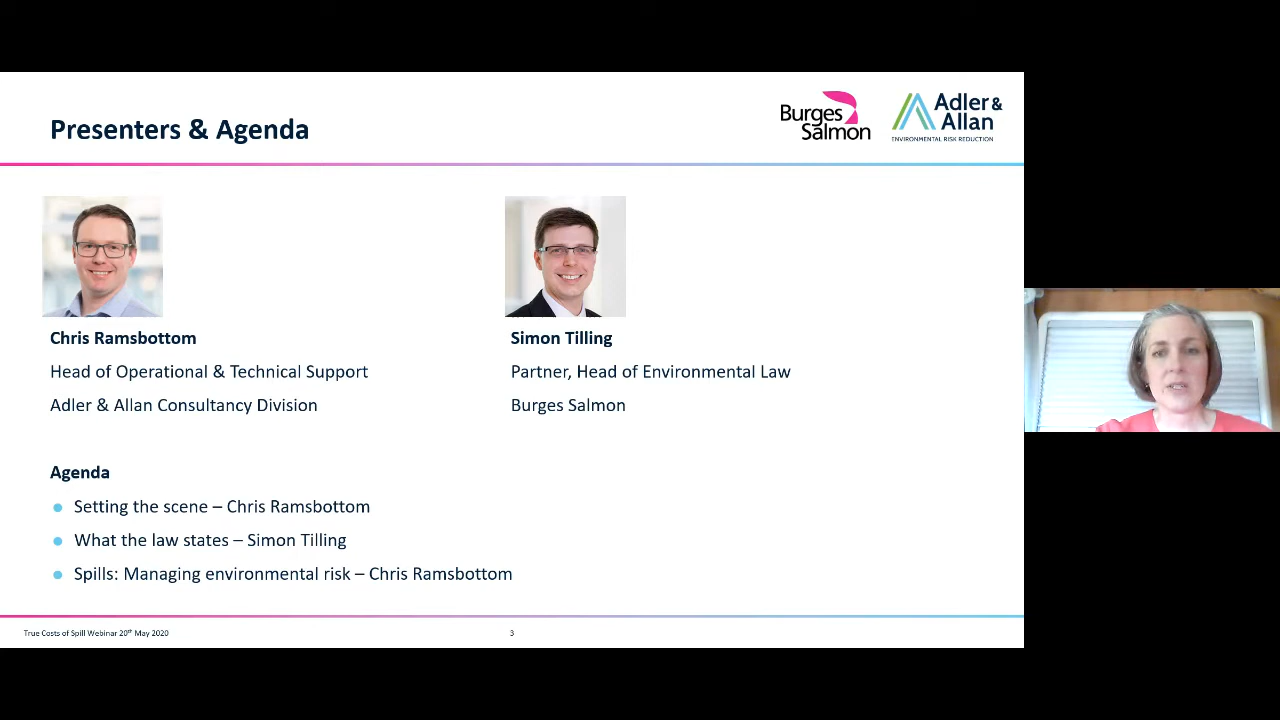 Presenters & Agenda
Burges
Salmon
Adler &
Allan
ENVIRONMENTAL RISK REDUCTION
Chris Ramsbottom
Head of Operational & Technical Support
Adler & Allan Consultancy Division
Simon Tilling
Partner, Head of Environmental Law
Burges Salmon
Agenda
Setting the scene – Chris Ramsbottom
What the law states – Simon Tilling
Spills: Managing environmental risk – Chris Ramsbottom
True Costs of Spill Webinar 20th May 2020
3